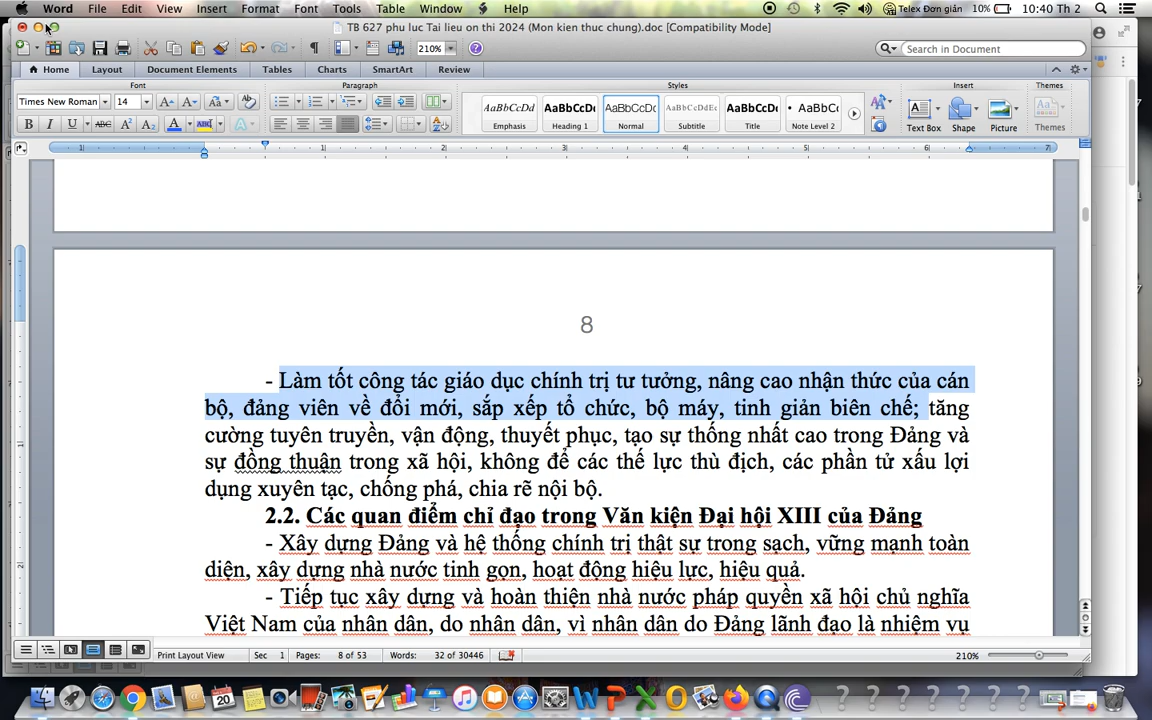 Word File Edit View Insert Format Font Tools Table Window Help Telex Đơn giản 10% 10:40 Th 2
TB 627 phu luc Tai lieu on thi 2024 (Mon kien thuc chung).doc [Compatibility Mode]
210% Search in Document
Home Layout Document Elements Tables Charts SmartArt Review
Font Paragraph Styles Insert Themes
Times New Roman 14
AaBbCcDd AaBbCcDc AaBbCcDc AaBbCcDdEe AaBbCcDc • AaBbCc
Emphasis Heading 1 Normal Subtitle Title Note Level 2 Text Box Shape Picture Themes
8
- Làm tốt công tác giáo dục chính trị tư tưởng, nâng cao nhận thức của cán
bộ, đảng viên về đổi mới, sắp xếp tổ chức, bộ máy, tinh giản biên chế; tăng
cường tuyên truyền, vận động, thuyết phục, tạo sự thống nhất cao trong Đảng và
sự đồng thuận trong xã hội, không để các thế lực thù địch, các phần tử xấu lợi
dụng xuyên tạc, chống phá, chia rẽ nội bộ.
2.2. Các quan điểm chỉ đạo trong Văn kiện Đại hội XIII của Đảng
- Xây dựng Đảng và hệ thống chính trị thật sự trong sạch, vững mạnh toàn
diện, xây dựng nhà nước tinh gọn, hoạt động hiệu lực, hiệu quả.
- Tiếp tục xây dựng và hoàn thiện nhà nước pháp quyền xã hội chủ nghĩa
Việt Nam của nhân dân, do nhân dân, vì nhân dân do Đảng lãnh đạo là nhiệm vụ
Print Layout View Sec 1 Pages: 8 of 53 Words: 32 of 30446 210%